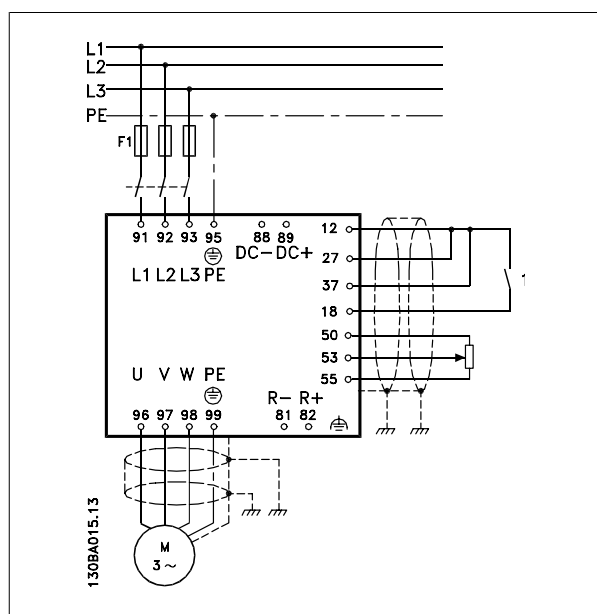 L1
L2
L3
PE
F1
91 92 93 95 88 89 12
DC- DC+
27
L1 L2 L3 PE
37
18
50
53
U V W PE
55
R- R+
96 97 98 99 81 82
M
3~
130BA015.13